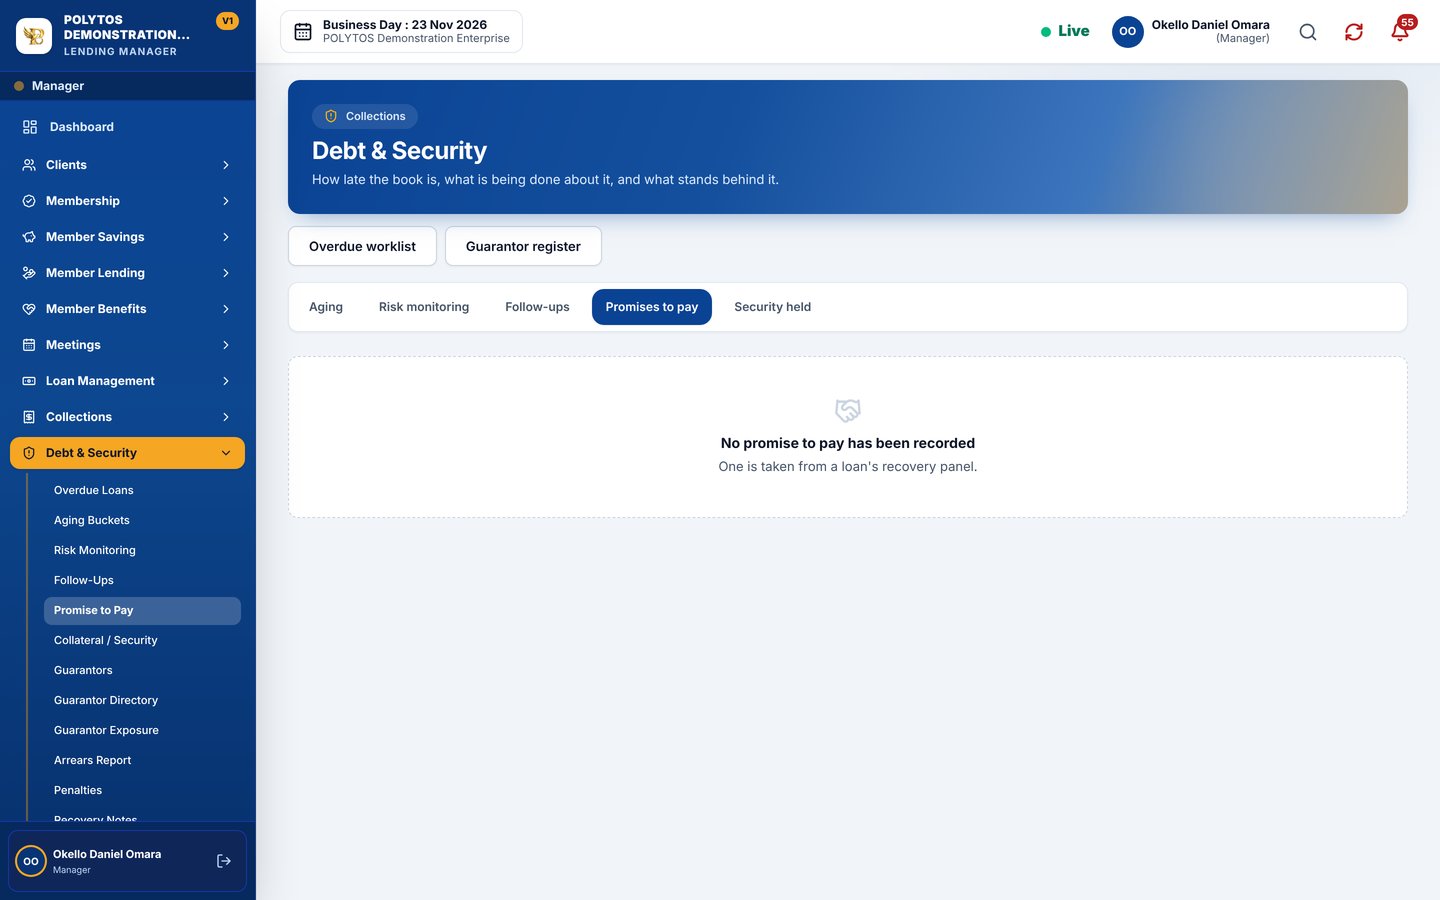 POLYTOS
DEMONSTRATION...
LENDING MANAGER
V1
Manager
Dashboard
Clients
Membership
Member Savings
Member Lending
Member Benefits
Meetings
Loan Management
Collections
Debt & Security
Overdue Loans
Aging Buckets
Risk Monitoring
Follow-Ups
Promise to Pay
Collateral / Security
Guarantors
Guarantor Directory
Guarantor Exposure
Arrears Report
Penalties
Recovery Notes
OO
Okello Daniel Omara
Manager
Business Day : 23 Nov 2026
POLYTOS Demonstration Enterprise
Live
OO
Okello Daniel Omara
(Manager)
55
Collections
Debt & Security
How late the book is, what is being done about it, and what stands behind it.
Overdue worklist
Guarantor register
Aging
Risk monitoring
Follow-ups
Promises to pay
Security held
No promise to pay has been recorded
One is taken from a loan's recovery panel.